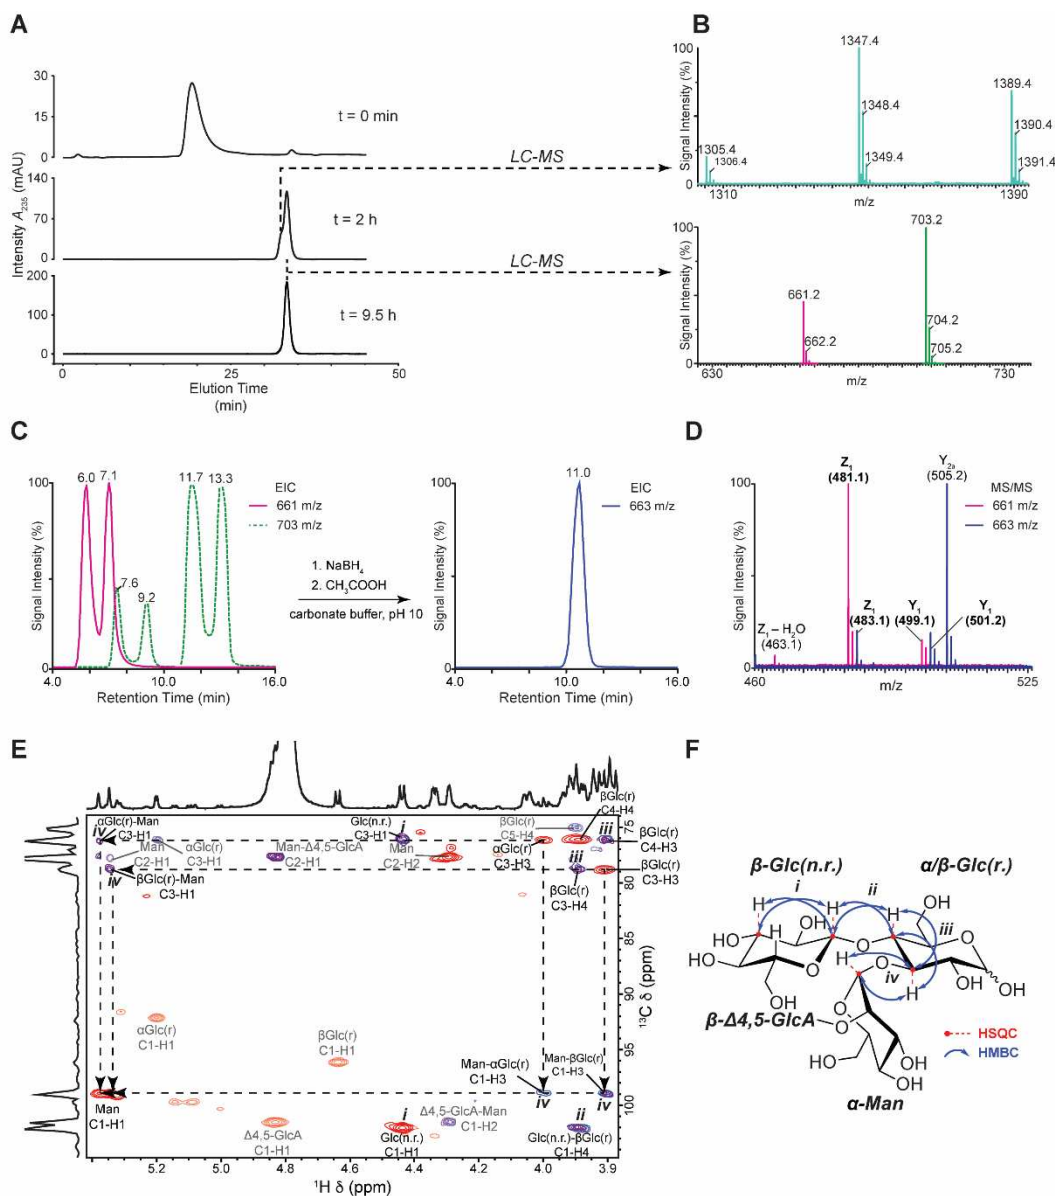 A
Intensity A235 (mAU)
30
15
0
t = 0 min
140
70
0
t = 2 h
200
100
0
t = 9.5 h
0
25
50
Elution Time
(min)
LC-MS
LC-MS
B
Signal Intensity (%)
100
0
1305.4
1306.4
1347.4
1348.4
1349.4
1389.4
1390.4
1391.4
1310
1390
m/z
Signal Intensity (%)
100
0
661.2
662.2
703.2
704.2
705.2
630
730
m/z
C
Signal Intensity (%)
100
0
6.0
7.1
7.6
9.2
11.7
13.3
EIC
661 m/z
703 m/z
4.0
8.0
12.0
16.0
Retention Time (min)
1. NaBH4
2. CH3COOH
carbonate buffer, pH 10
Signal Intensity (%)
100
0
11.0
EIC
663 m/z
4.0
16.0
Retention Time (min)
D
Signal Intensity (%)
100
0
Z1
(481.1)
Y2a
(505.2)
MS/MS
661 m/z
663 m/z
Z1 – H2O
(463.1)
Z1
(483.1)
Y1
(499.1)
Y1
(501.2)
460
525
m/z
E
iv
αGlc(r)-Man
C3-H1
Man
C2-H1
αGlc(r)
C3-H1
iv
βGlc(r)-Man
C3-H1
Glc(n.r.)
C3-H1
i
Man-Δ4,5-GlcA
C2-H1
Man
C2-H2
βGlc(r)
C5-H4
αGlc(r)
C3-H3
βGlc(r)
C4-H4
iii
βGlc(r)
C4-H3
iii
βGlc(r)
C3-H4
βGlc(r)
C3-H3
αGlc(r)
C1-H1
βGlc(r)
C1-H1
Man-αGlc(r)
C1-H3
iv
Man-βGlc(r)
C1-H3
iv
Man
C1-H1
Δ4,5-GlcA
C1-H1
i
Glc(n.r.)
C1-H1
Δ4,5-GlcA-Man
C1-H2
ii
Glc(n.r.)-βGlc(r)
C1-H4
75
80
85
90
95
100
13C δ (ppm)
5.2
4.8
4.4
4.0
3.9
1H δ (ppm)
F
β-Glc(n.r.)
α/β-Glc(r.)
i
ii
iii
iv
H
H
H
H
H
H
HO
HO
OH
O
OH
O
OH
O
O
OH
OH
O
β-Δ4,5-GlcA
O
O
HO
HO
OH
OH
α-Man
HSQC
HMBC